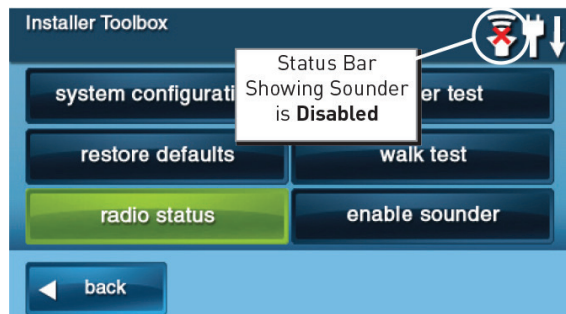 Installer Toolbox
Status Bar
Showing Sounder
is Disabled
system configurati
er test
restore defaults
walk test
radio status
enable sounder
back